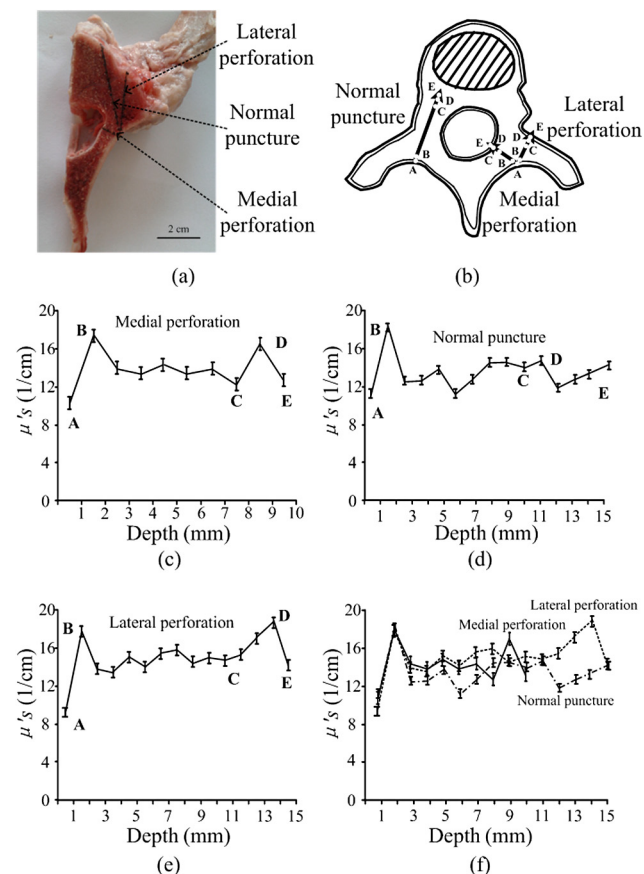 Lateral
perforation
Normal
puncture
Medial
perforation
2 cm
(a)
Normal
puncture
Lateral
perforation
Medial
perforation
E
D
C
B
A
E
D
C
B
A
B
C
D
E
(b)
20
16
12
8
4
0
μ's (1/cm)
Medial perforation
B
A
C
D
E
1 2 3 4 5 6 7 8 9 10
Depth (mm)
(c)
20
16
12
8
4
0
μ's (1/cm)
Normal puncture
B
A
C
D
E
1 3 5 7 9 11 13 15
Depth (mm)
(d)
20
16
12
8
4
0
μ's (1/cm)
Lateral perforation
B
A
C
D
E
1 3 5 7 9 11 13 15
Depth (mm)
(e)
20
16
12
8
4
0
μ's (1/cm)
Lateral perforation
Medial perforation
Normal puncture
1 3 5 7 9 11 13 15
Depth (mm)
(f)